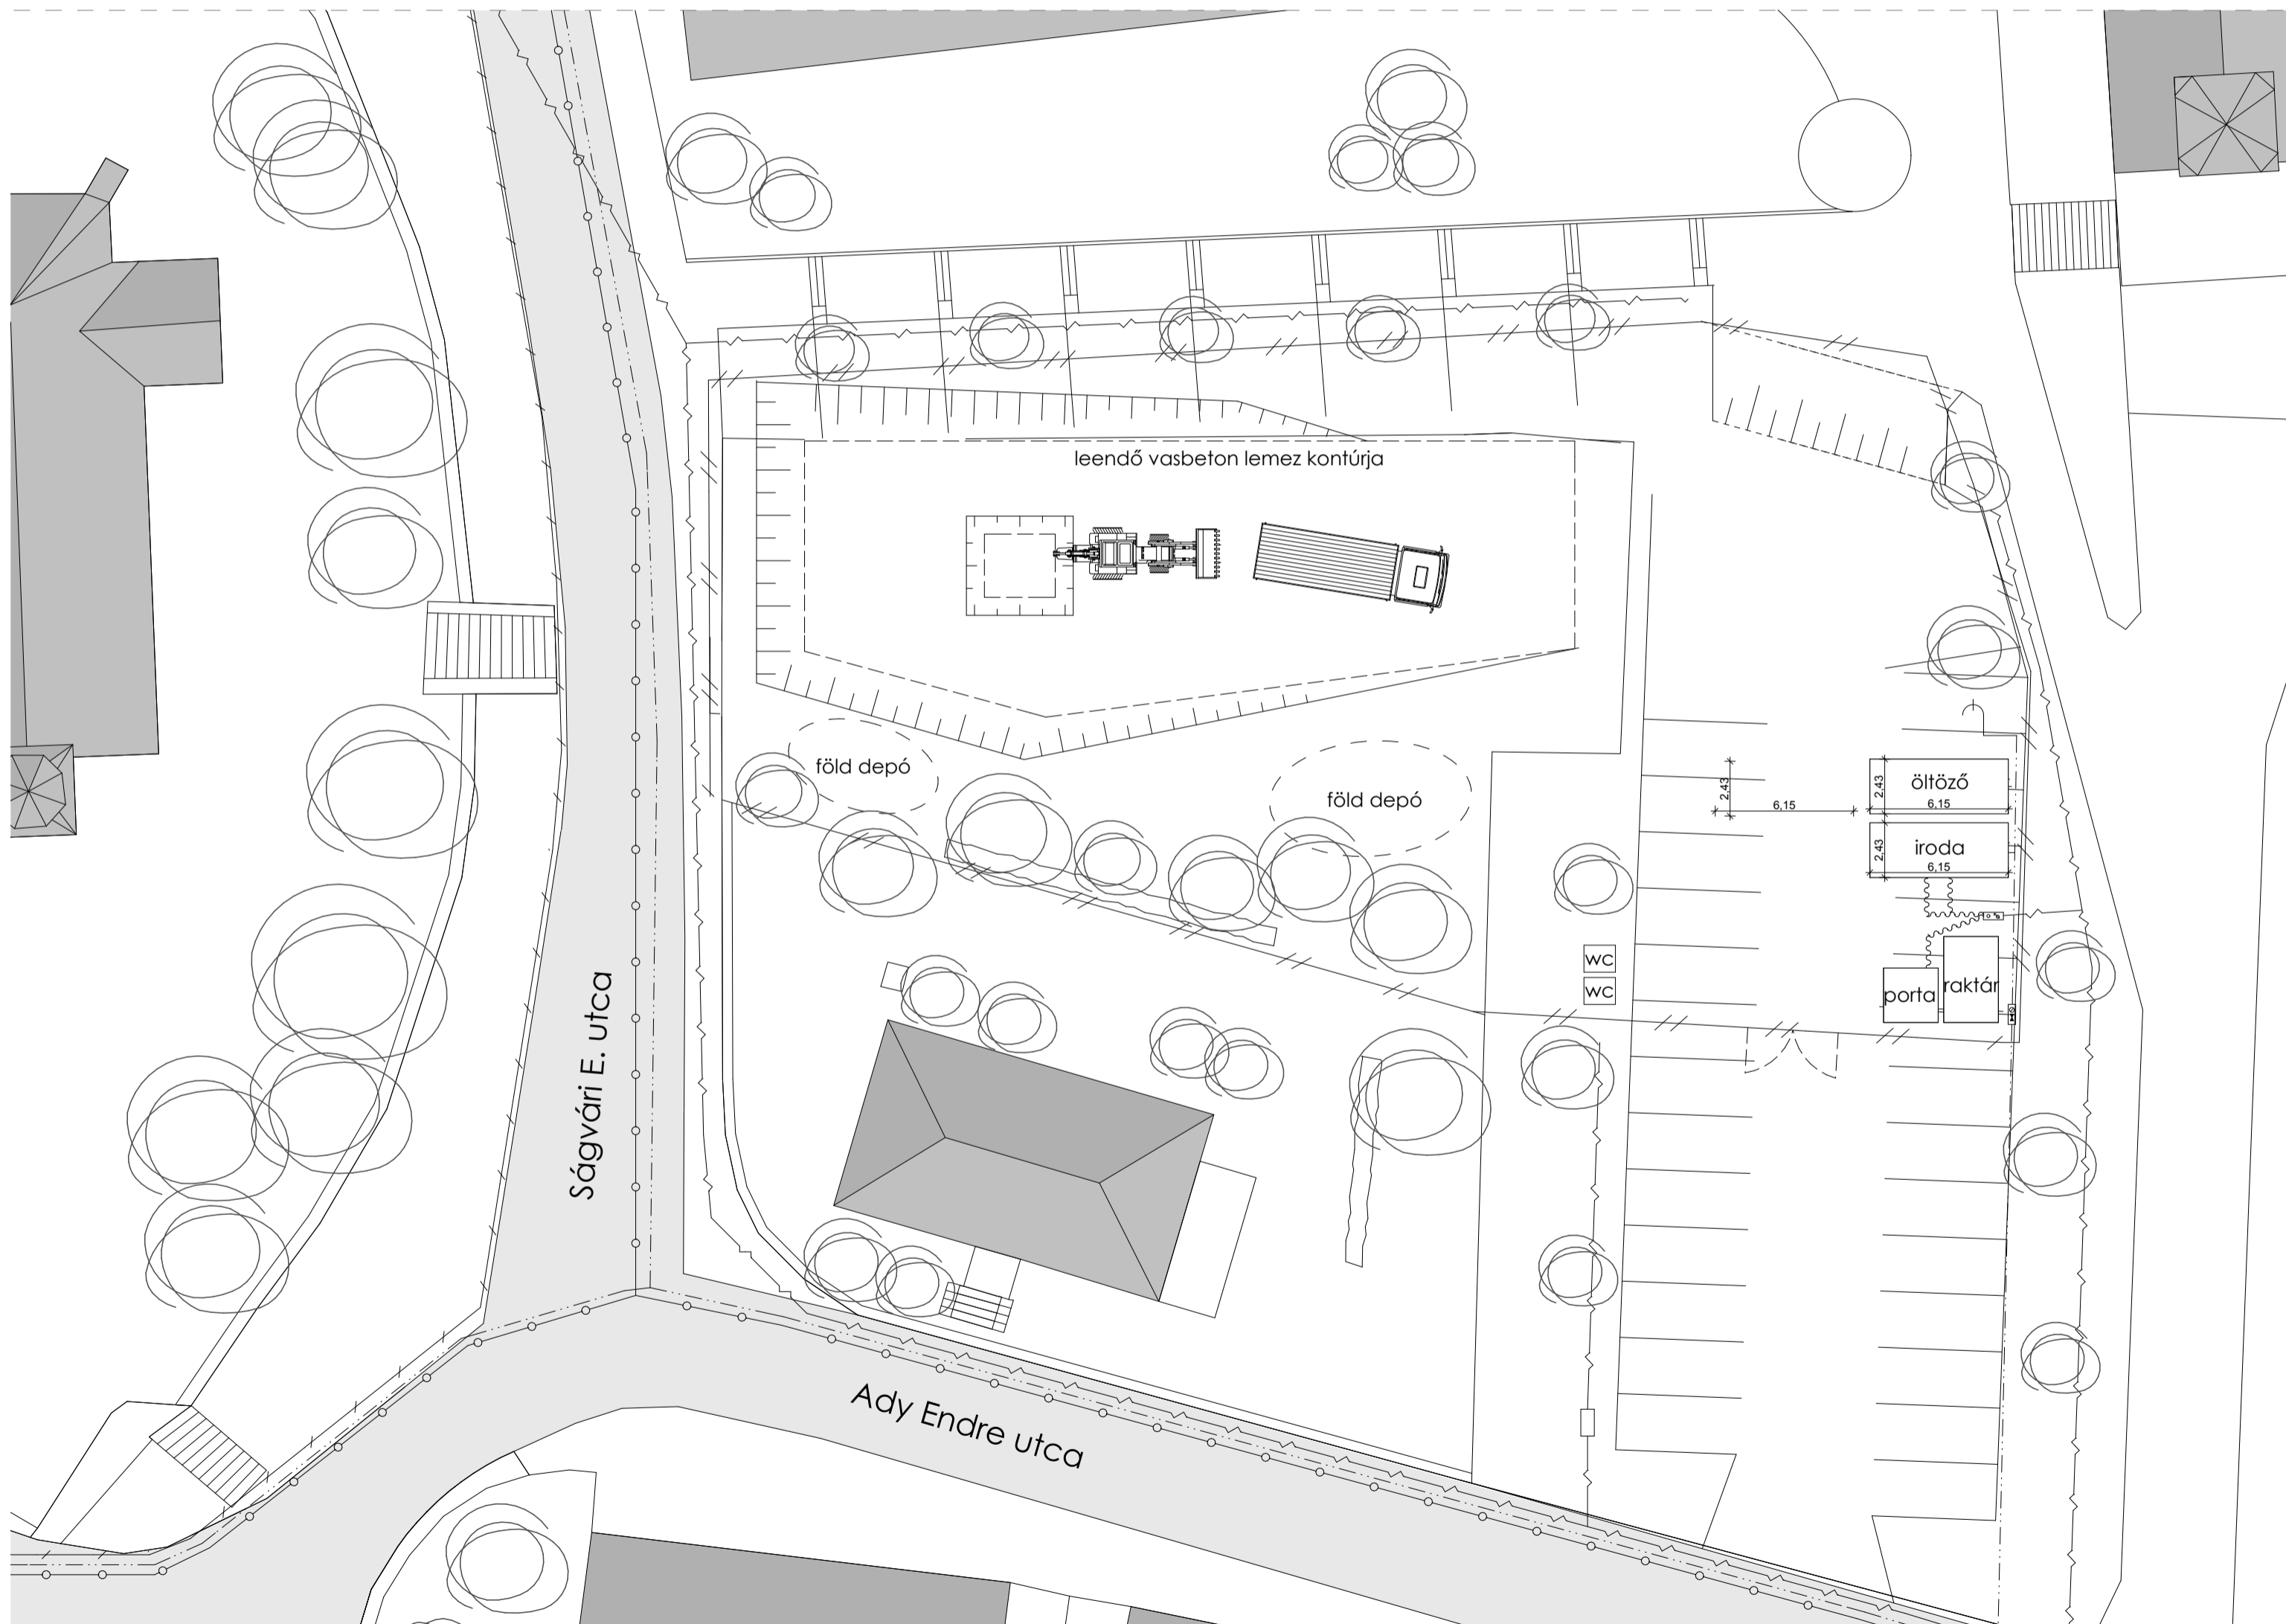 leendő vasbeton lemez kontúrja
föld depó
föld depó
2,43
6,15
2,43
öltöző
6,15
2,43
iroda
6,15
wc
wc
porta
raktár
Ságvári E. utca
Ady Endre utca